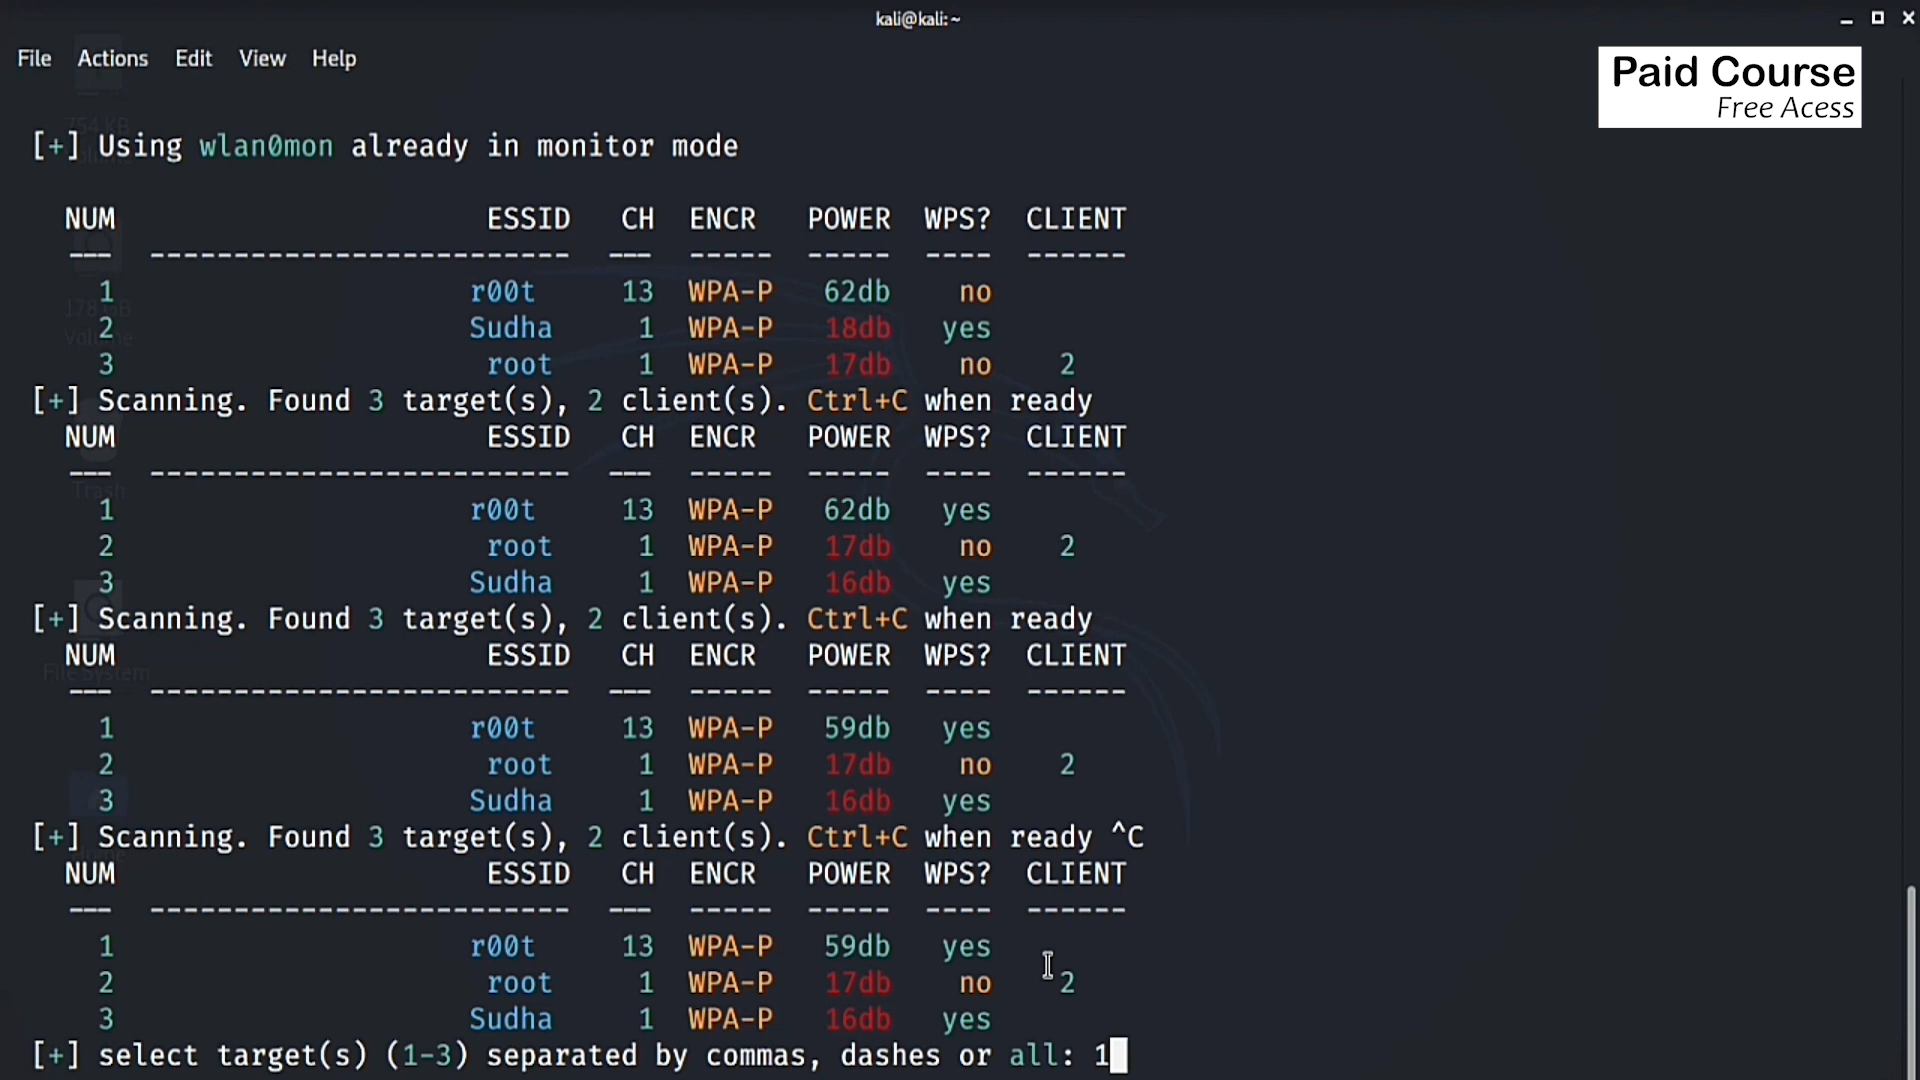 kali@kali:~
File Actions Edit View Help
Paid Course
Free Acess
[+] Using wlan0mon already in monitor mode
NUM ESSID CH ENCR POWER WPS? CLIENT
--- ------------------------- --- ----- ----- ---- ------
1 r00t 13 WPA-P 62db no
2 Sudha 1 WPA-P 18db yes
3 root 1 WPA-P 17db no 2
[+] Scanning. Found 3 target(s), 2 client(s). Ctrl+C when ready
NUM ESSID CH ENCR POWER WPS? CLIENT
--- ------------------------- --- ----- ----- ---- ------
1 r00t 13 WPA-P 62db yes
2 root 1 WPA-P 17db no 2
3 Sudha 1 WPA-P 16db yes
[+] Scanning. Found 3 target(s), 2 client(s). Ctrl+C when ready
NUM ESSID CH ENCR POWER WPS? CLIENT
--- ------------------------- --- ----- ----- ---- ------
1 r00t 13 WPA-P 59db yes
2 root 1 WPA-P 17db no 2
3 Sudha 1 WPA-P 16db yes
[+] Scanning. Found 3 target(s), 2 client(s). Ctrl+C when ready ^C
NUM ESSID CH ENCR POWER WPS? CLIENT
--- ------------------------- --- ----- ----- ---- ------
1 r00t 13 WPA-P 59db yes
2 root 1 WPA-P 17db no 2
3 Sudha 1 WPA-P 16db yes
[+] select target(s) (1-3) separated by commas, dashes or all: 1
754 KB
Volume
Trash
File System